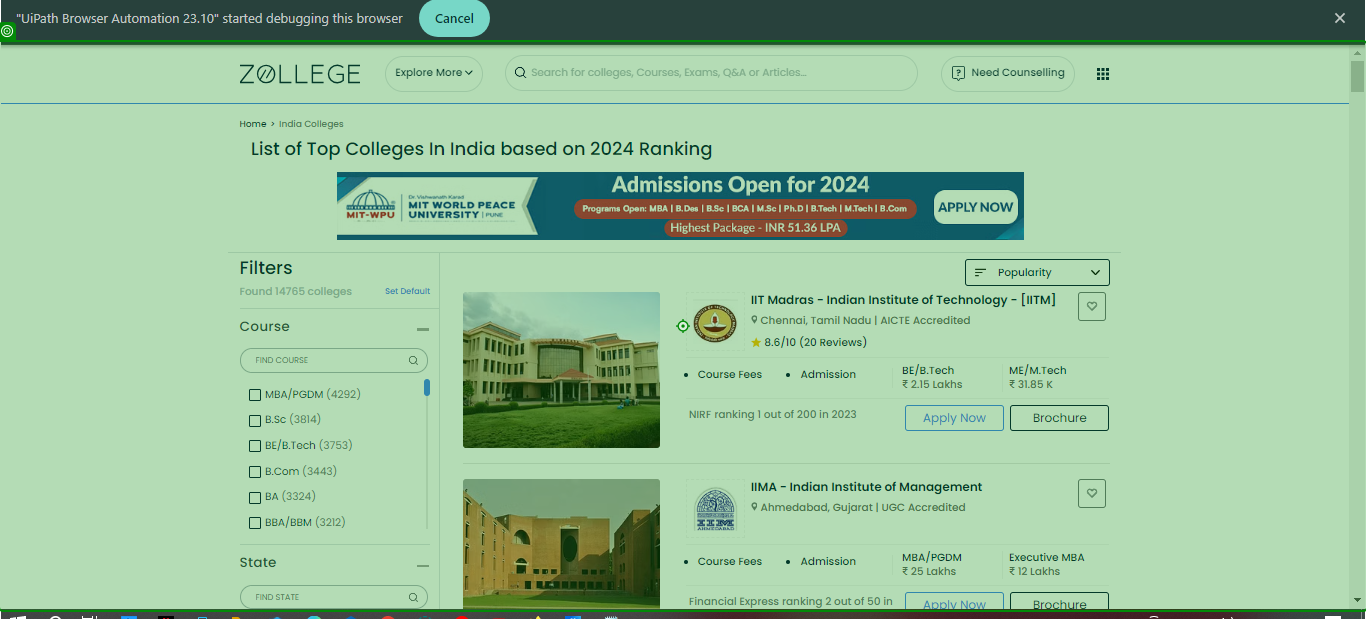 "UiPath Browser Automation 23.10" started debugging this browser
Cancel
ZOLLEGE
Explore More
Search for colleges, Courses, Exams, Q&A or Articles...
Need Counselling
Home > India Colleges
List of Top Colleges In India based on 2024 Ranking
MIT-WPU
Dr. Vishwanath Karad
MIT WORLD PEACE
UNIVERSITY | PUNE
Admissions Open for 2024
Programs Open: MBA | B.Des | B.Sc | BCA | M.Sc | Ph.D | B.Tech | M.Tech | B.Com
Highest Package - INR 51.36 LPA
APPLY NOW
Filters
Found 14765 colleges
Set Default
Course
FIND COURSE
MBA/PGDM (4292)
B.Sc (3814)
BE/B.Tech (3753)
B.Com (3443)
BA (3324)
BBA/BBM (3212)
State
FIND STATE
Popularity
IIT Madras - Indian Institute of Technology - [IITM]
Chennai, Tamil Nadu | AICTE Accredited
8.6/10 (20 Reviews)
• Course Fees • Admission
BE/B.Tech
₹ 2.15 Lakhs
ME/M.Tech
₹ 31.85 K
NIRF ranking 1 out of 200 in 2023
Apply Now
Brochure
IIM
AHMEDABAD
IIMA - Indian Institute of Management
Ahmedabad, Gujarat | UGC Accredited
• Course Fees • Admission
MBA/PGDM
₹ 25 Lakhs
Executive MBA
₹ 12 Lakhs
Financial Express ranking 2 out of 50 in
Apply Now
Brochure